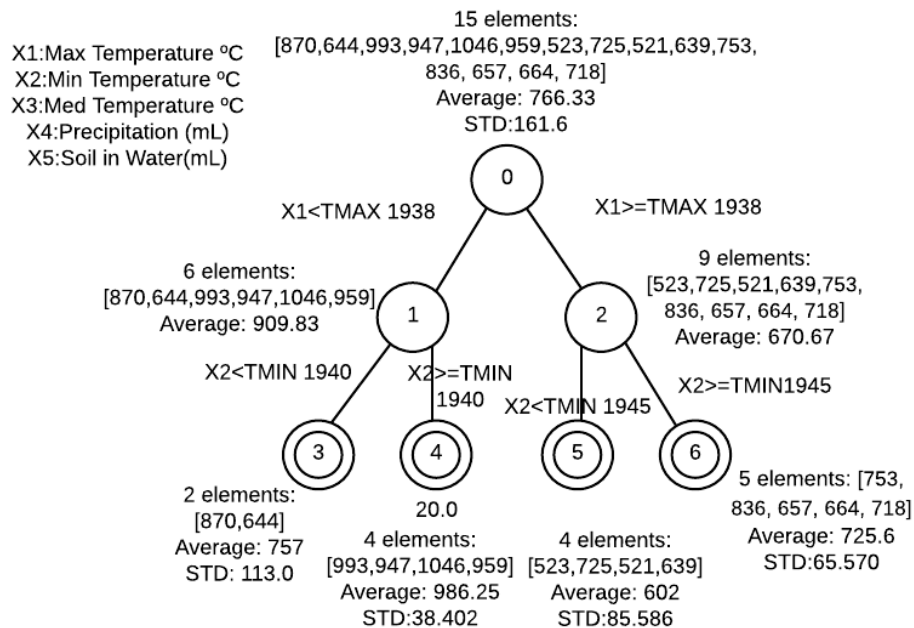 15 elements:
[870,644,993,947,1046,959,523,725,521,639,753,
836, 657, 664, 718]
Average: 766.33
STD:161.6
X1:Max Temperature ºC
X2:Min Temperature ºC
X3:Med Temperature ºC
X4:Precipitation (mL)
X5:Soil in Water(mL)
0
X1<TMAX 1938
X1>=TMAX 1938
6 elements:
[870,644,993,947,1046,959]
Average: 909.83
1
9 elements:
[523,725,521,639,753,
836, 657, 664, 718]
Average: 670.67
2
X2<TMIN 1940
X2>=TMIN
1940
X2<TMIN 1945
X2>=TMIN1945
3
4
5
6
2 elements:
[870,644]
Average: 757
STD: 113.0
20.0
4 elements:
[993,947,1046,959]
Average: 986.25
STD:38.402
4 elements:
[523,725,521,639]
Average: 602
STD:85.586
5 elements: [753,
836, 657, 664, 718]
Average: 725.6
STD:65.570